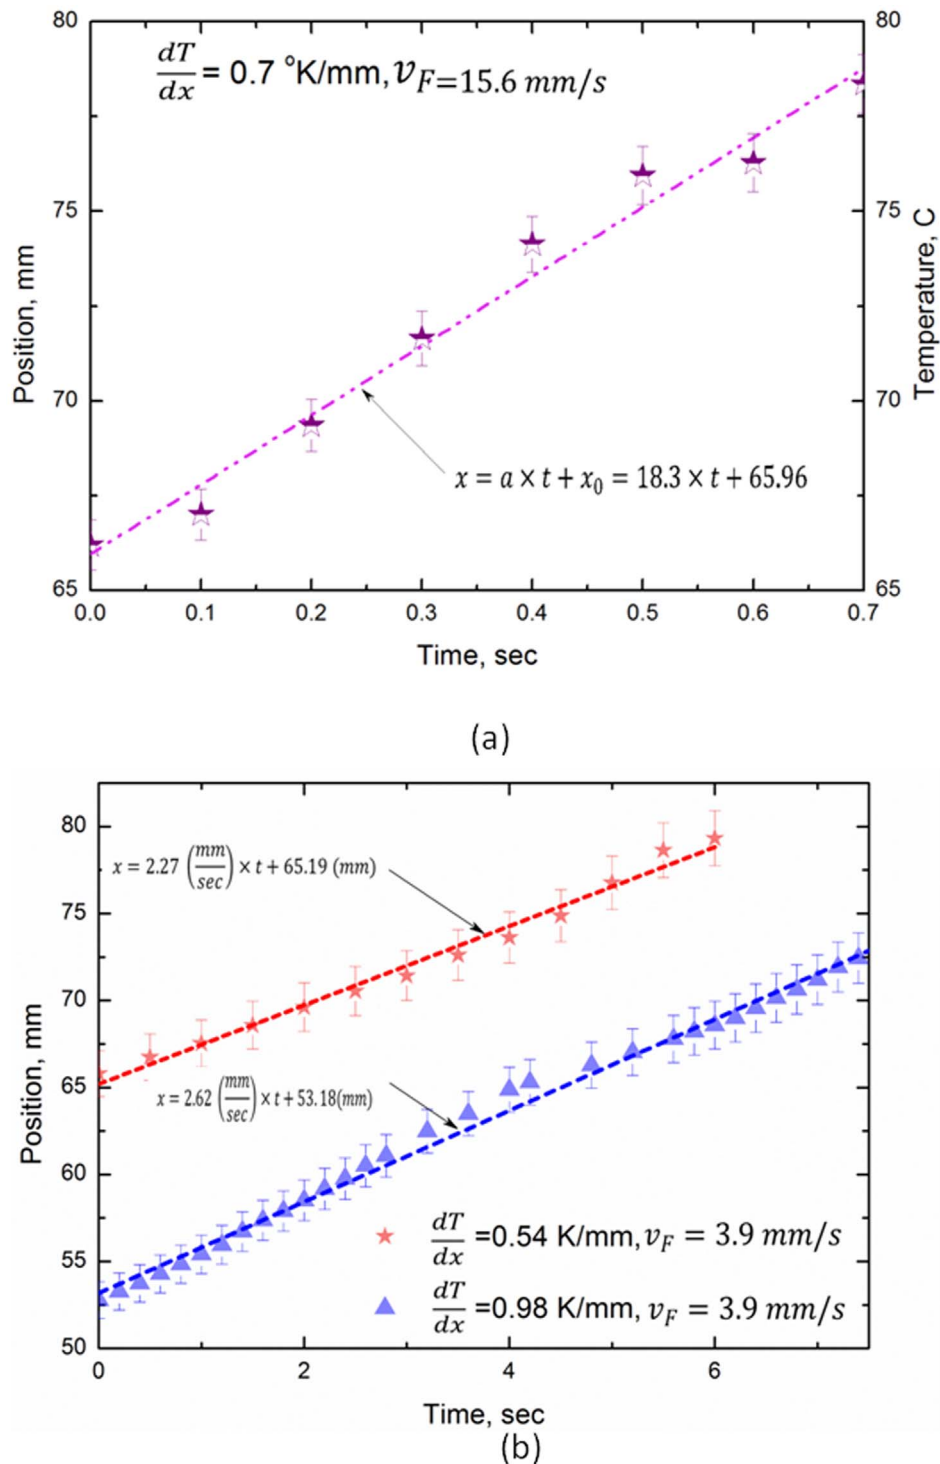 80
80
dT/dx = 0.7 °K/mm, v_F=15.6 mm/s
75
75
Position, mm
Temperature, C
70
70
x = a × t + x₀ = 18.3 × t + 65.96
65
65
0.0 0.1 0.2 0.3 0.4 0.5 0.6 0.7
Time, sec
(a)
80
x = 2.27 (mm/sec) × t + 65.19 (mm)
75
70
Position, mm
65
x = 2.62 (mm/sec) × t + 53.18(mm)
60
dT/dx =0.54 K/mm, v_F = 3.9 mm/s
55
dT/dx =0.98 K/mm, v_F = 3.9 mm/s
50
0 2 4 6
Time, sec
(b)